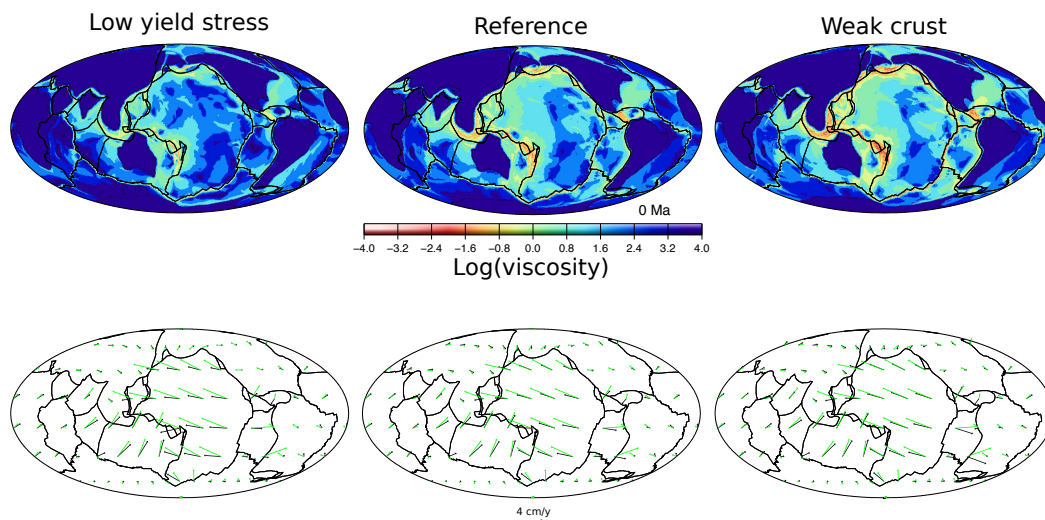 Low yield stress
Reference
Weak crust
0 Ma
−4.0 −3.2 −2.4 −1.6 −0.8 0.0 0.8 1.6 2.4 3.2 4.0
Log(viscosity)
4 cm/y